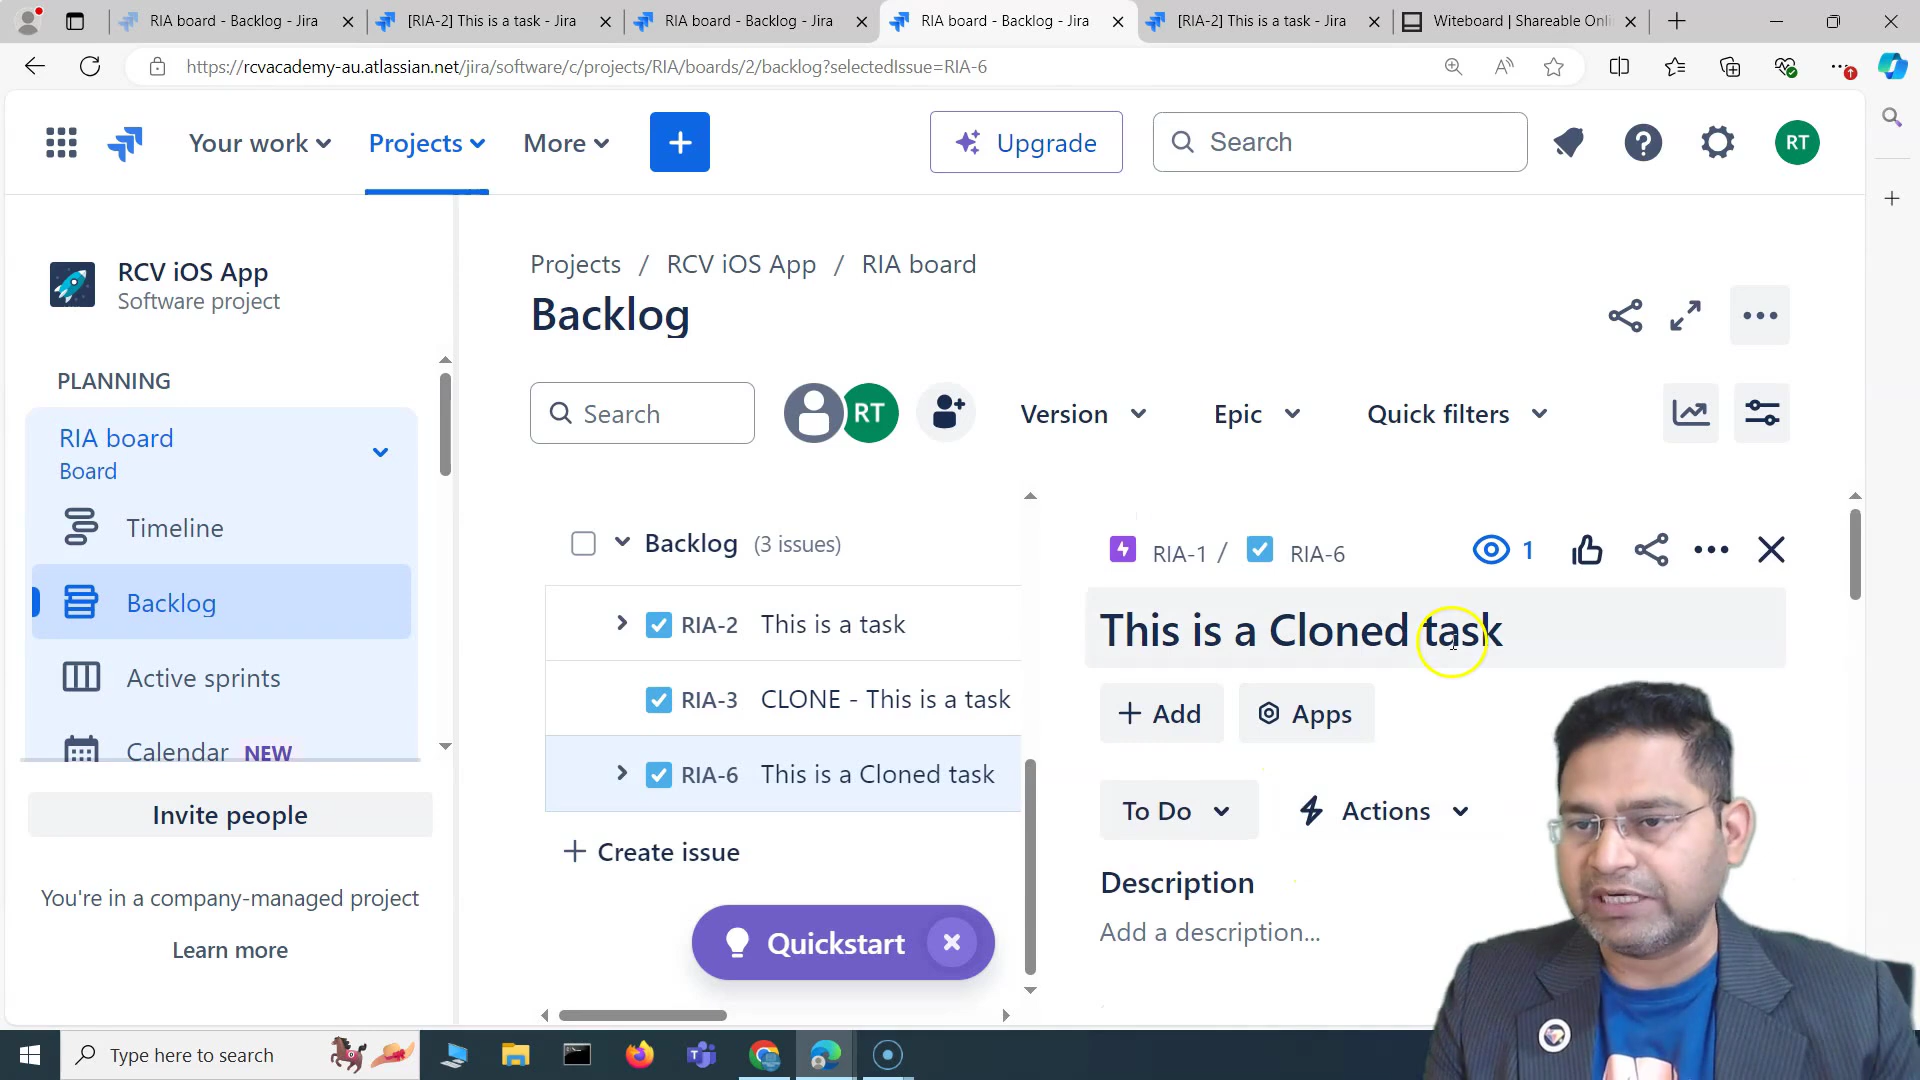 RIA board - Backlog - Jira
[RIA-2] This is a task - Jira
RIA board - Backlog - Jira
RIA board - Backlog - Jira
[RIA-2] This is a task - Jira
Witeboard | Shareable Onli
https://rcvacademy-au.atlassian.net/jira/software/c/projects/RIA/boards/2/backlog?selectedIssue=RIA-6
Your work
Projects
More
Upgrade
Search
RT
RCV iOS App
Software project
PLANNING
RIA board
Board
Timeline
Backlog
Active sprints
Calendar NEW
Invite people
You're in a company-managed project
Learn more
Projects / RCV iOS App / RIA board
Backlog
Search
RT
Version
Epic
Quick filters
Backlog (3 issues)
RIA-2 This is a task
RIA-3 CLONE - This is a task
RIA-6 This is a Cloned task
+ Create issue
Quickstart
RIA-1 / RIA-6
1
This is a Cloned task
+ Add
Apps
To Do
Actions
Description
Add a description...
Type here to search